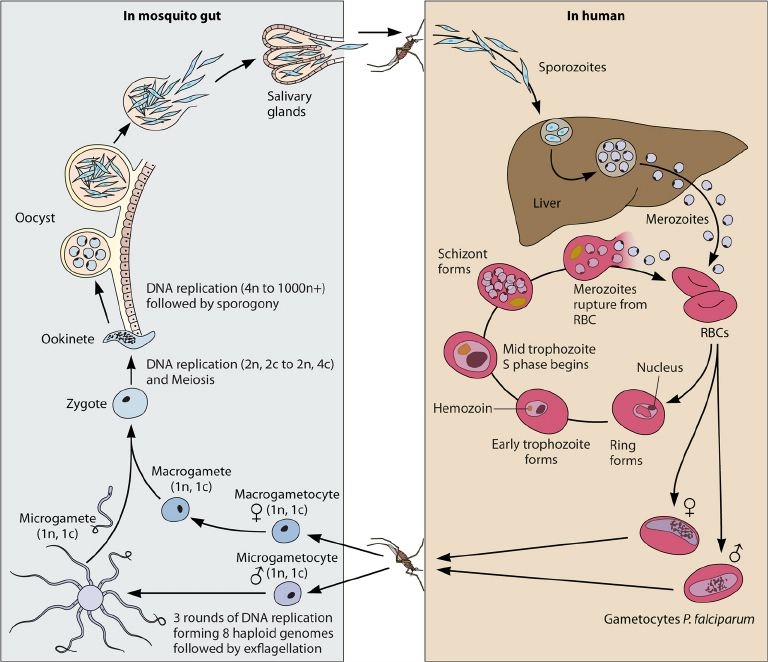 In mosquito gut
Salivary
glands
Oocyst
DNA replication (4n to 1000n+)
followed by sporogony
Ookinete
DNA replication (2n, 2c to 2n, 4c)
and Meiosis
Zygote
Macrogamete
(1n, 1c)
Macrogametocyte
♀ (1n, 1c)
Microgamete
(1n, 1c)
Microgametocyte
♂ (1n, 1c)
3 rounds of DNA replication
forming 8 haploid genomes
followed by exflagellation
In human
Sporozoites
Liver
Merozoites
Schizont
forms
Merozoites
rupture from
RBC
RBCs
Mid trophozoite
S phase begins
Nucleus
Hemozoin
Early trophozoite
forms
Ring
forms
♀
♂
Gametocytes P. falciparum